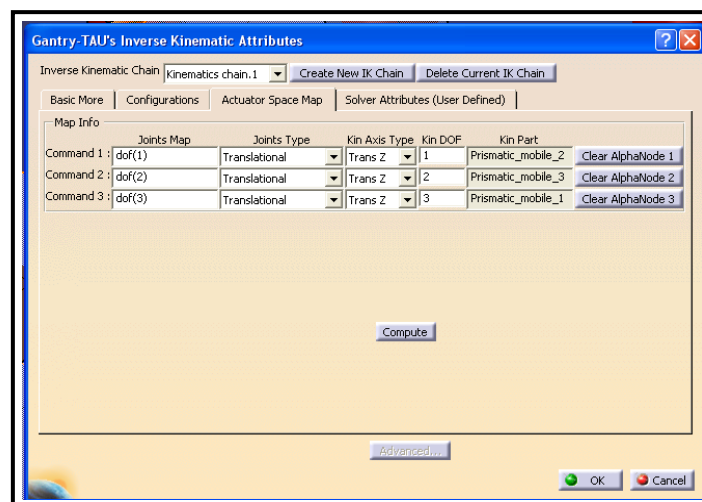 Gantry-TAU's Inverse Kinematic Attributes
Inverse Kinematic Chain Kinematics chain.1 Create New IK Chain Delete Current IK Chain
Basic More Configurations Actuator Space Map Solver Attributes (User Defined)
Map Info
Joints Map Joints Type Kin Axis Type Kin DOF Kin Part
Command 1 : dof(1) Translational Trans Z 1 Prismatic_mobile_2 Clear AlphaNode 1
Command 2 : dof(2) Translational Trans Z 2 Prismatic_mobile_3 Clear AlphaNode 2
Command 3 : dof(3) Translational Trans Z 3 Prismatic_mobile_1 Clear AlphaNode 3
Compute
Advanced...
OK Cancel